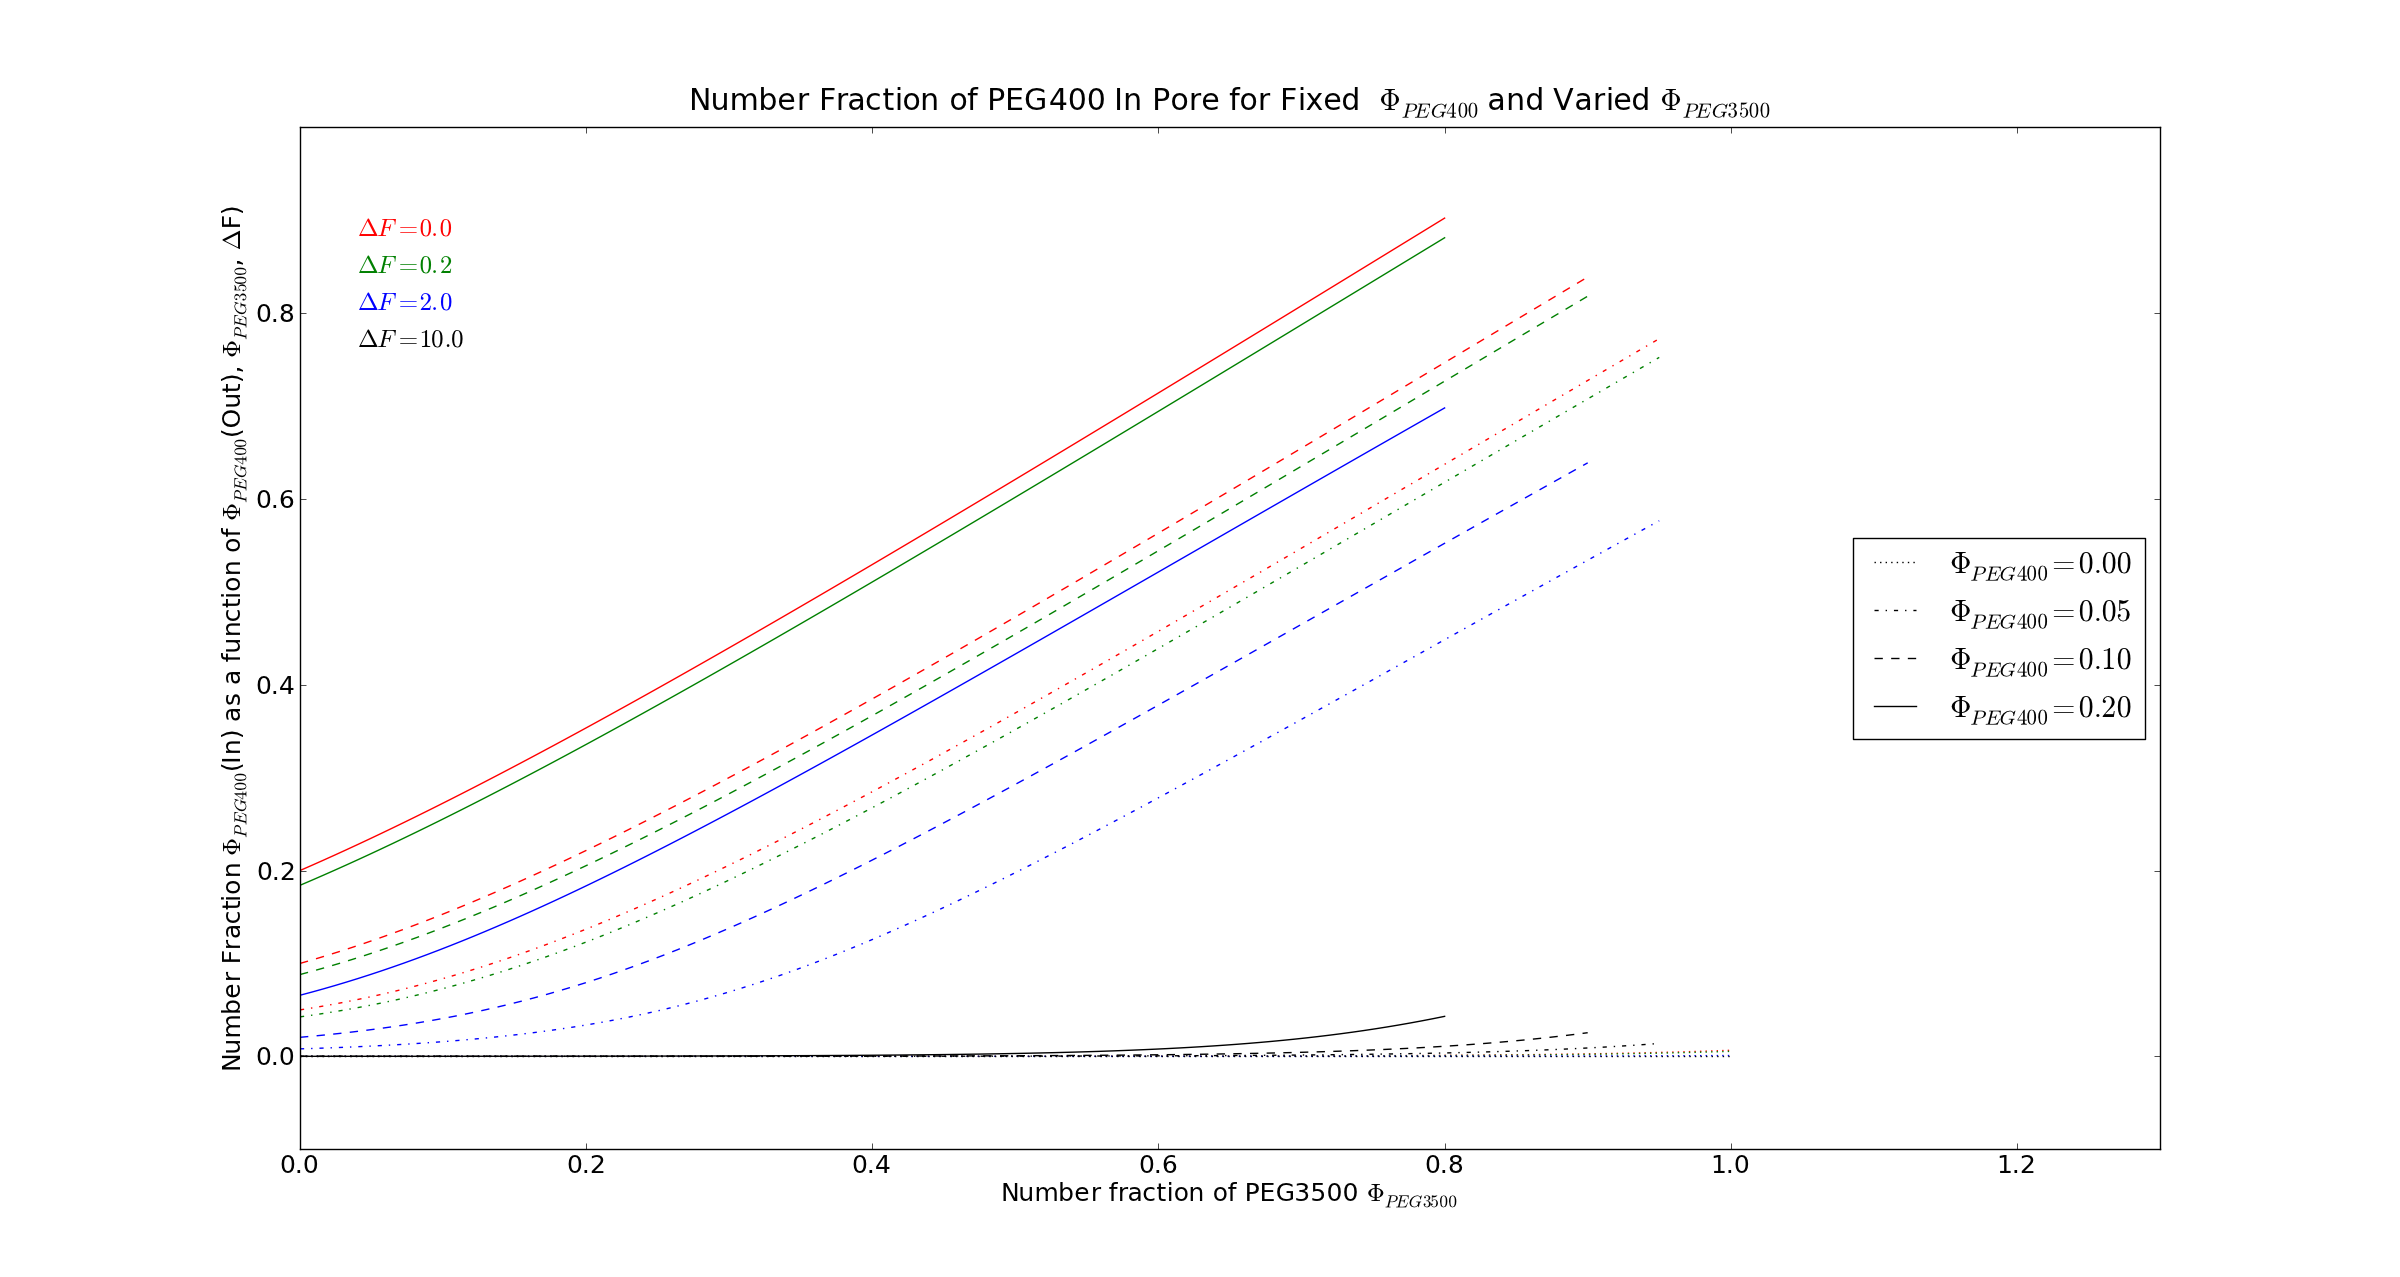 Number Fraction of PEG400 In Pore for Fixed Φ_PEG400 and Varied Φ_PEG3500
Number Fraction Φ_PEG400(In) as a function of Φ_PEG400(Out), Φ_PEG3500, ΔF)
ΔF=0.0
ΔF=0.2
ΔF=2.0
ΔF=10.0
0.8
0.6
0.4
0.2
0.0
Φ_PEG400=0.00
Φ_PEG400=0.05
Φ_PEG400=0.10
Φ_PEG400=0.20
0.0 0.2 0.4 0.6 0.8 1.0 1.2
Number fraction of PEG3500 Φ_PEG3500